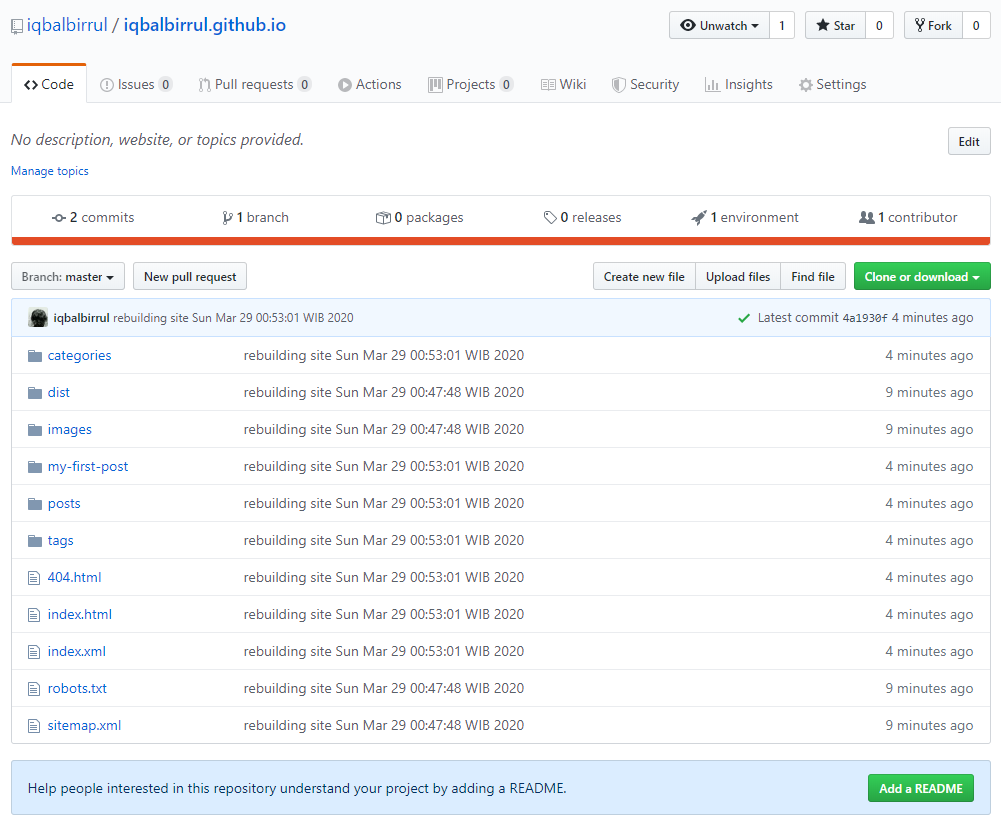 iqbalbirrul / iqbalbirrul.github.io
Unwatch 1 Star 0 Fork 0
Code Issues 0 Pull requests 0 Actions Projects 0 Wiki Security Insights Settings
No description, website, or topics provided.
Edit
Manage topics
2 commits 1 branch 0 packages 0 releases 1 environment 1 contributor
Branch: master New pull request Create new file Upload files Find file Clone or download
iqbalbirrul rebuilding site Sun Mar 29 00:53:01 WIB 2020 Latest commit 4a1930f 4 minutes ago
categories rebuilding site Sun Mar 29 00:53:01 WIB 2020 4 minutes ago
dist rebuilding site Sun Mar 29 00:47:48 WIB 2020 9 minutes ago
images rebuilding site Sun Mar 29 00:47:48 WIB 2020 9 minutes ago
my-first-post rebuilding site Sun Mar 29 00:53:01 WIB 2020 4 minutes ago
posts rebuilding site Sun Mar 29 00:53:01 WIB 2020 4 minutes ago
tags rebuilding site Sun Mar 29 00:53:01 WIB 2020 4 minutes ago
404.html rebuilding site Sun Mar 29 00:53:01 WIB 2020 4 minutes ago
index.html rebuilding site Sun Mar 29 00:53:01 WIB 2020 4 minutes ago
index.xml rebuilding site Sun Mar 29 00:53:01 WIB 2020 4 minutes ago
robots.txt rebuilding site Sun Mar 29 00:47:48 WIB 2020 9 minutes ago
sitemap.xml rebuilding site Sun Mar 29 00:47:48 WIB 2020 9 minutes ago
Help people interested in this repository understand your project by adding a README. Add a README